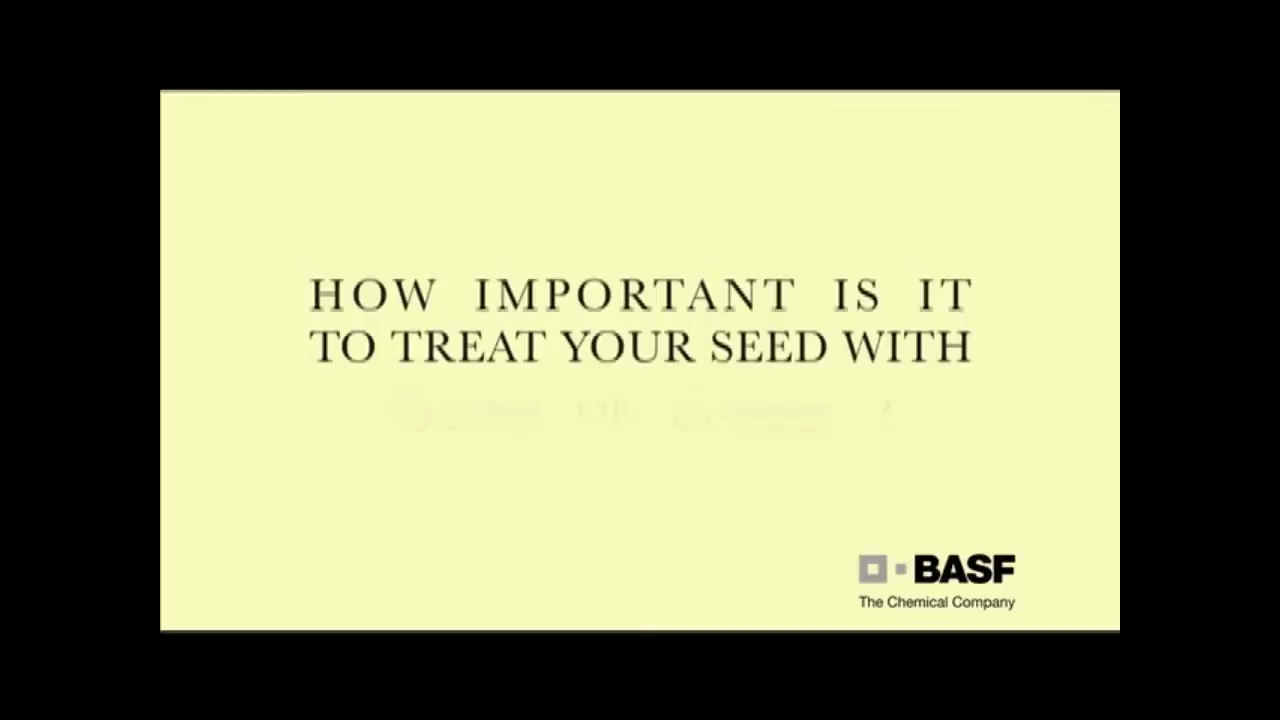 HOW IMPORTANT IS IT
TO TREAT YOUR SEED WITH
BASF
The Chemical Company